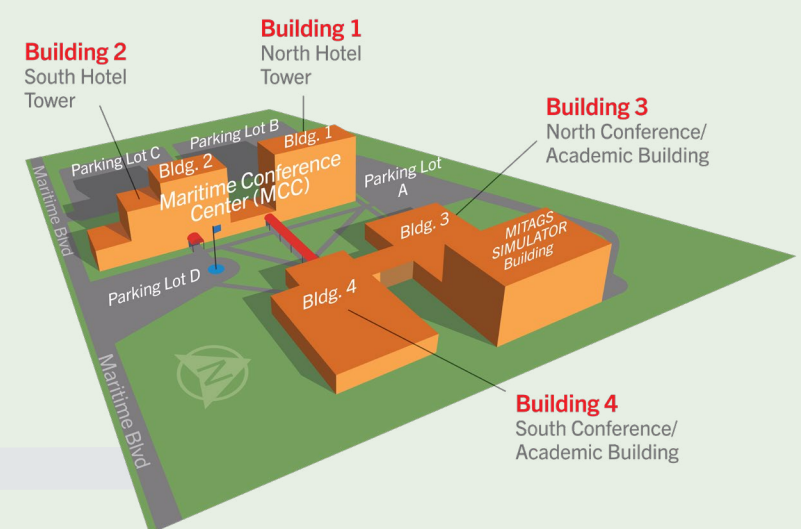 Building 1
North Hotel
Tower
Building 2
South Hotel
Tower
Building 3
North Conference/
Academic Building
Parking Lot B
Parking Lot C
Bldg. 1
Bldg. 2
Maritime Conference
Center (MCC)
Parking Lot
A
Maritime Blvd
Bldg. 3
MITAGS
SIMULATOR
Building
Parking Lot D
Bldg. 4
N
Maritime Blvd
Building 4
South Conference/
Academic Building